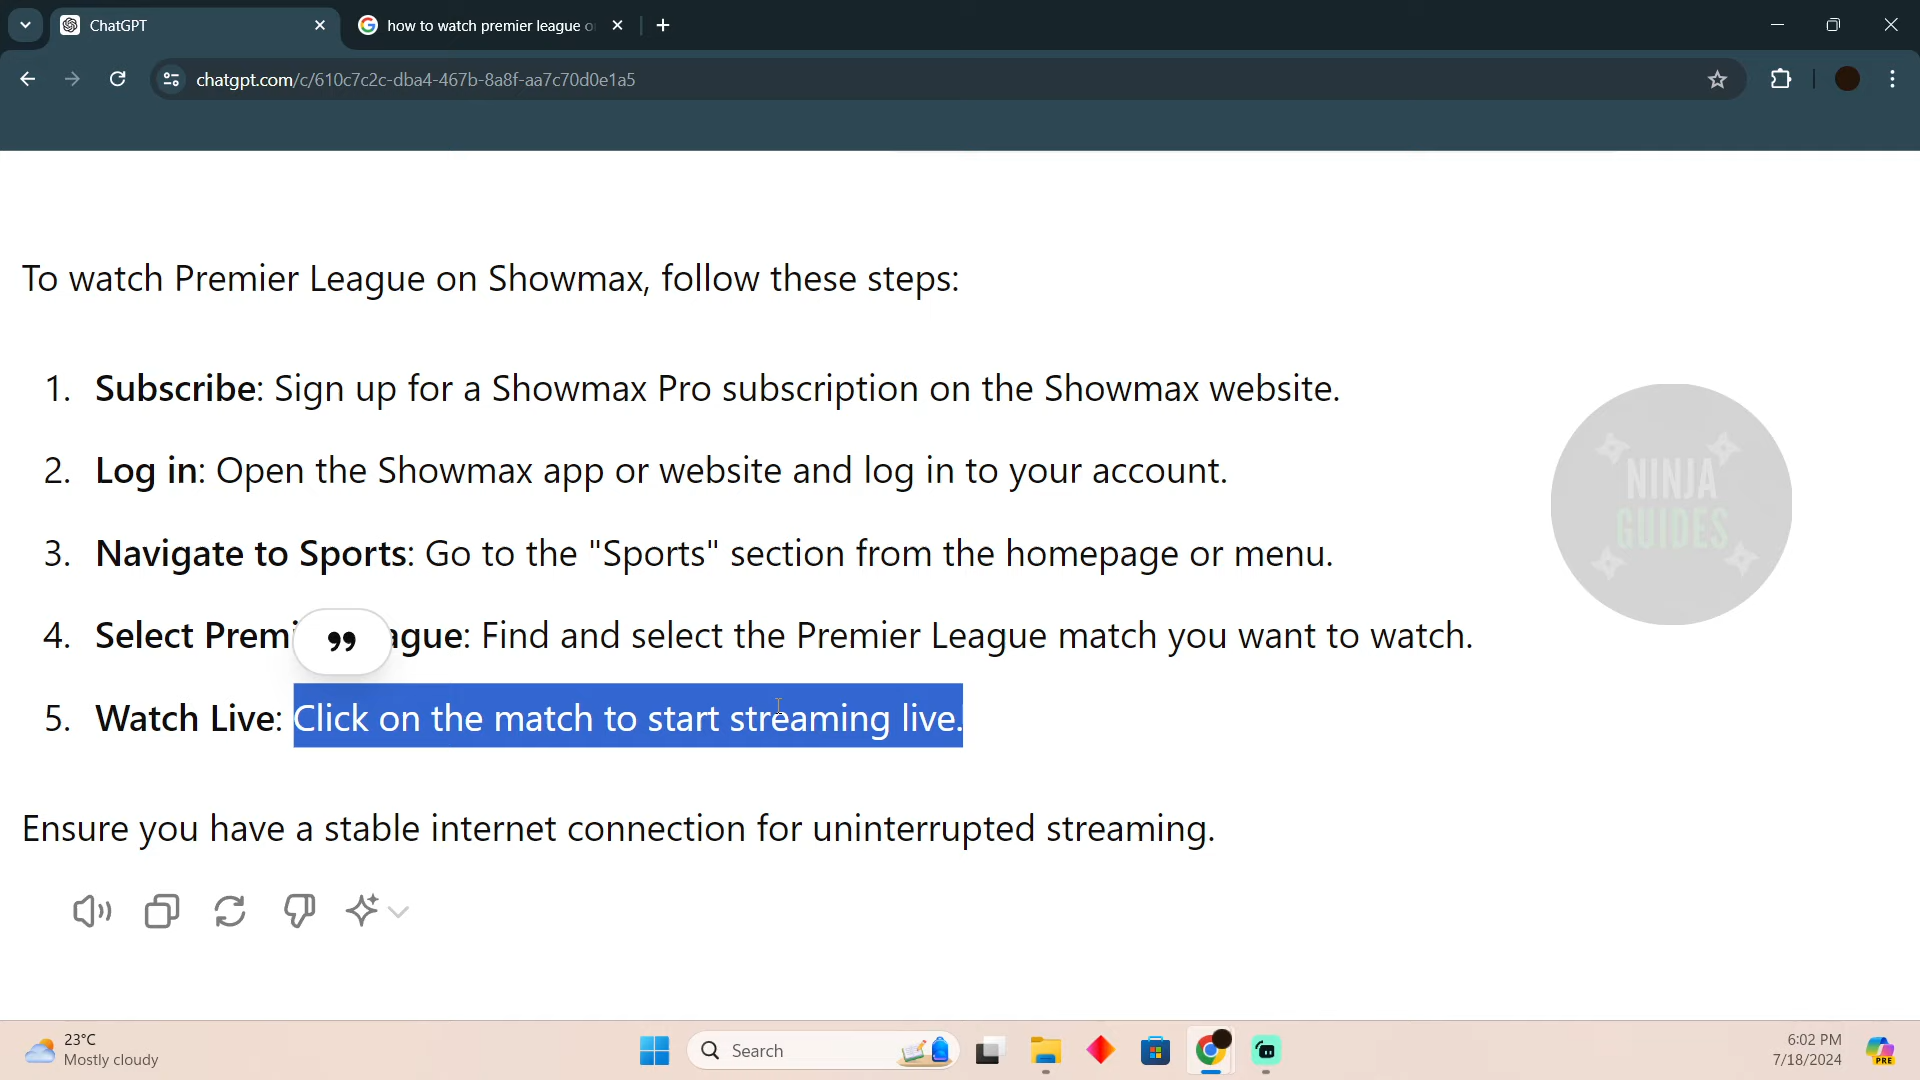 ChatGPT
how to watch premier league o
chatgpt.com/c/610c7c2c-dba4-467b-8a8f-aa7c70d0e1a5
To watch Premier League on Showmax, follow these steps:
1. Subscribe: Sign up for a Showmax Pro subscription on the Showmax website.
2. Log in: Open the Showmax app or website and log in to your account.
3. Navigate to Sports: Go to the "Sports" section from the homepage or menu.
4. Select Premi ague: Find and select the Premier League match you want to watch.
5. Watch Live: Click on the match to start streaming live.
Ensure you have a stable internet connection for uninterrupted streaming.
NINJA
GUIDES
23°C
Mostly cloudy
Search
6:02 PM
7/18/2024
PRE